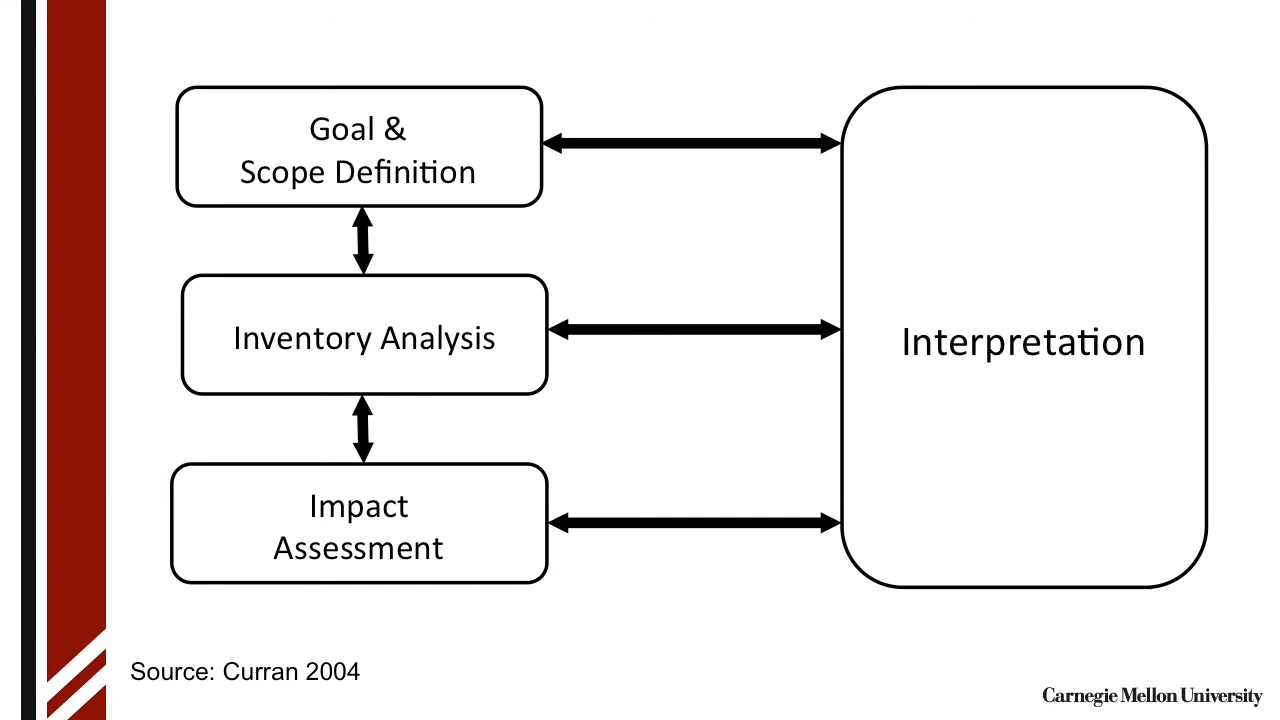 Goal &
Scope Definition
Inventory Analysis
Impact
Assessment
Interpretation
Source: Curran 2004
Carnegie Mellon University